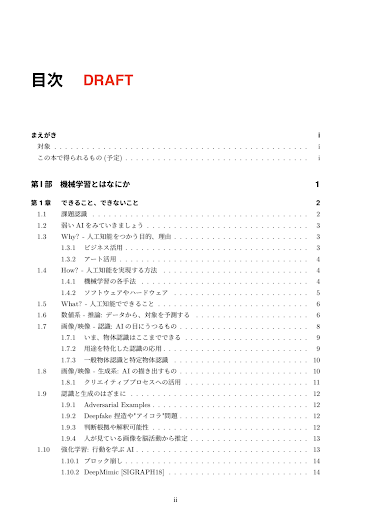 目次 DRAFT
まえがき i
対象 i
この本で得られるもの (予定) i
第 I 部 機械学習とはなにか 1
第 1 章 できること、できないこと 2
1.1 課題認識 2
1.2 弱い AI をみていきましょう 3
1.3 Why? - 人工知能をつかう目的、理由 3
1.3.1 ビジネス活用 3
1.3.2 アート活用 4
1.4 How? - 人工知能を実現する方法 4
1.4.1 機械学習の各手法 4
1.4.2 ソフトウェアやハードウェア 5
1.5 What? - 人工知能でできること 6
1.6 数値系 - 推論: データから、対象を予測する 6
1.7 画像/映像 - 認識: AI の目にうつるもの 8
1.7.1 いま、物体認識はここまでできる 9
1.7.2 用途を特化した認識の応用 9
1.7.3 一般物体認識と特定物体認識 10
1.8 画像/映像 - 生成系: AI の描き出すもの 10
1.8.1 クリエイティブプロセスへの活用 11
1.9 認識と生成のはざまに 12
1.9.1 Adversarial Examples 12
1.9.2 Deepfake 捏造や"アイコラ"問題 12
1.9.3 判断根拠や解釈可能性 12
1.9.4 人が見ている画像を脳活動から推定 13
1.10 強化学習: 行動を学ぶ AI 13
1.10.1 ブロック崩し 14
1.10.2 DeepMimic [SIGRAPH18] 14
ii